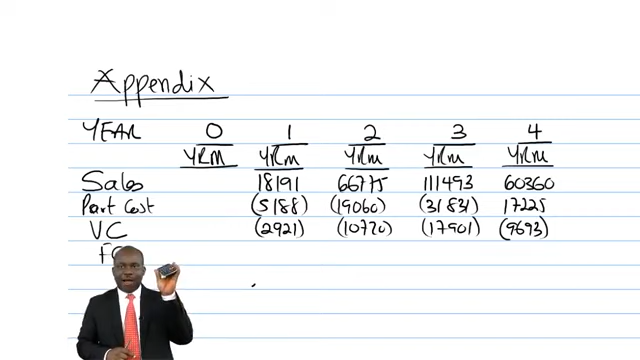 Appendix
YEAR 0 1 2 3 4
YRM YRM YRM YRM YRM
Sales 18191 66775 111493 60360
Part Cost (5188) (19060) (31831) 17225
VC (2921) (10720) (17901) (9693)